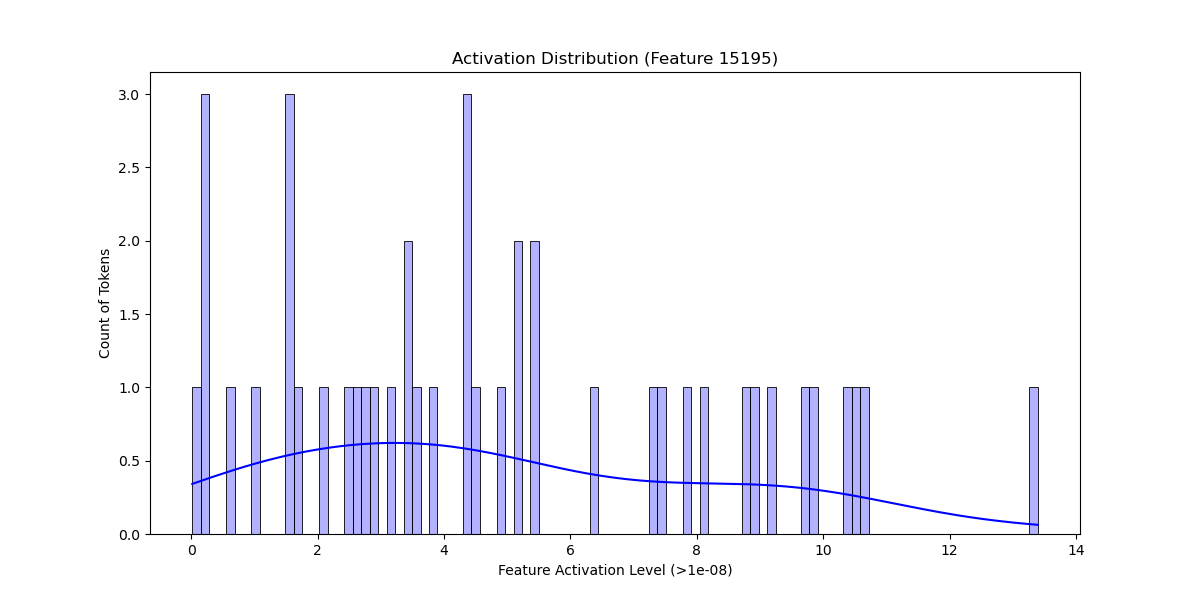 Activation Distribution (Feature 15195)
3.0
2.5
2.0
1.5
1.0
0.5
0.0
Count of Tokens
0 2 4 6 8 10 12 14
Feature Activation Level (>1e-08)